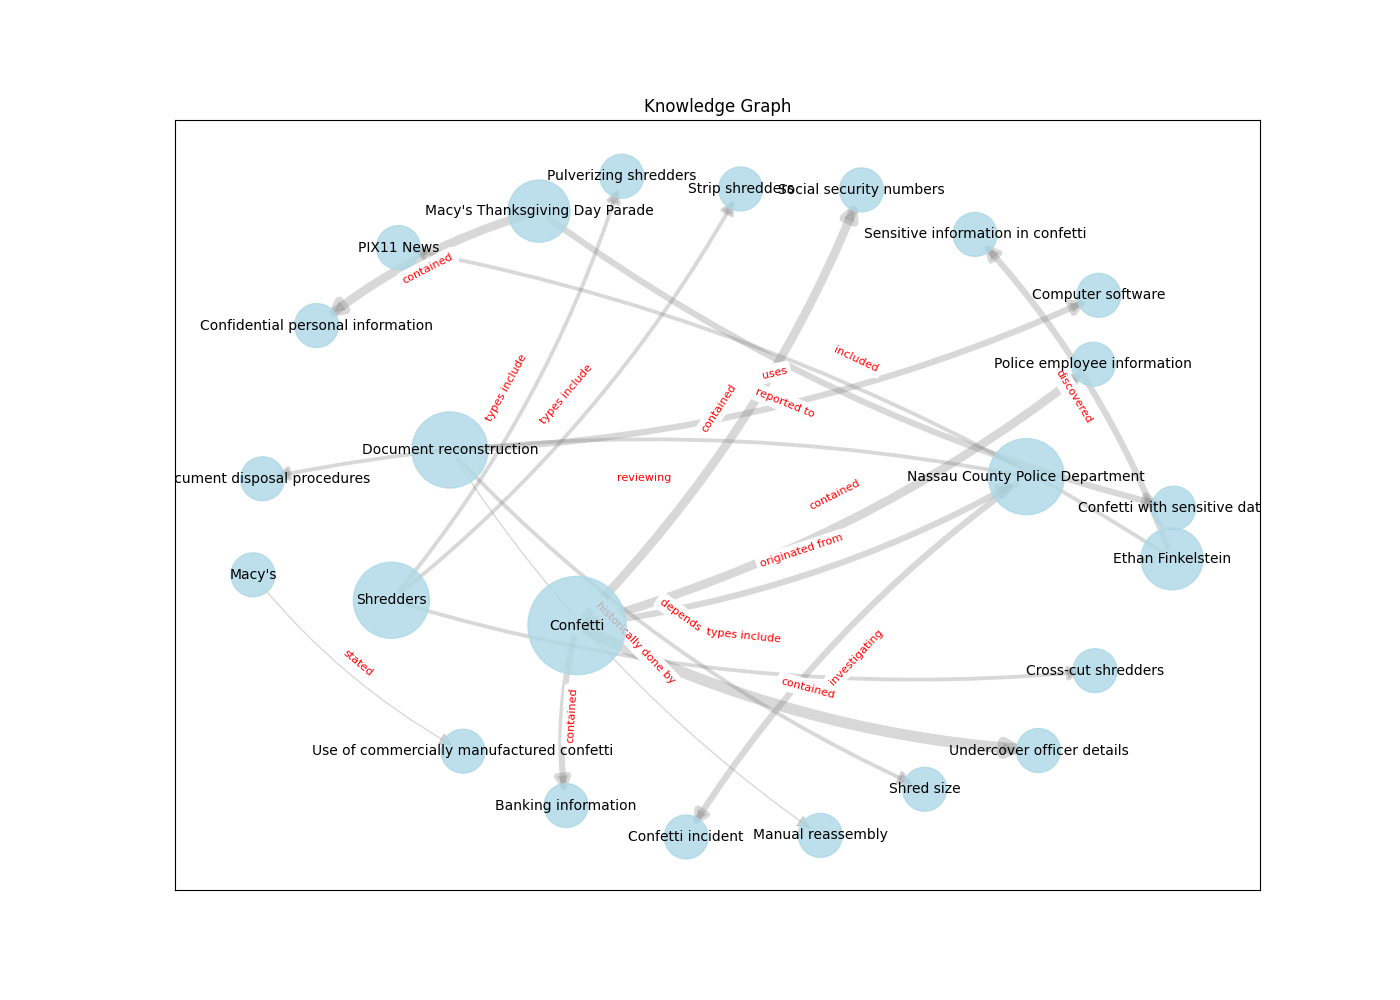 Knowledge Graph
Pulverizing shredders
Strip shredders
Social security numbers
Macy's Thanksgiving Day Parade
Sensitive information in confetti
PIX11 News
contained
Computer software
Confidential personal information
included
Police employee information
uses
types include
types include
contained
reported to
discovered
Document reconstruction
cument disposal procedures
reviewing
Nassau County Police Department
contained
Confetti with sensitive dat
originated from
Ethan Finkelstein
Macy's
Shredders
Confetti
depends
types include
historically done by
stated
investigating
Cross-cut shredders
contained
contained
Use of commercially manufactured confetti
Undercover officer details
Shred size
Banking information
Confetti incident
Manual reassembly